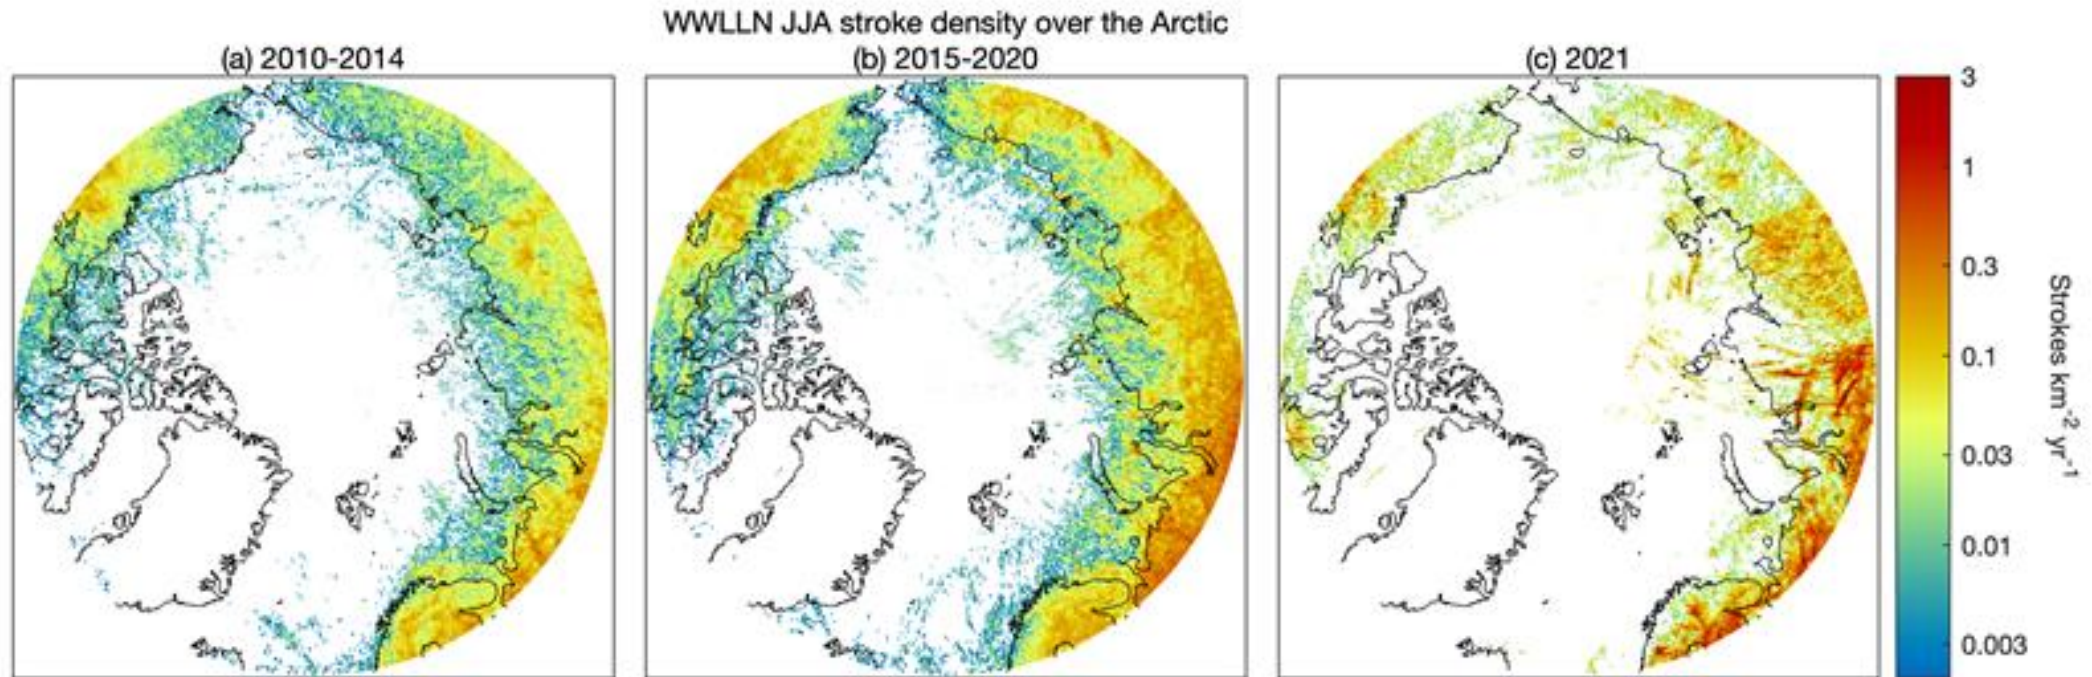 WWLLN JJA stroke density over the Arctic
(a) 2010-2014
(b) 2015-2020
(c) 2021
3
1
0.3
0.1
0.03
0.01
0.003
Strokes km⁻² yr⁻¹